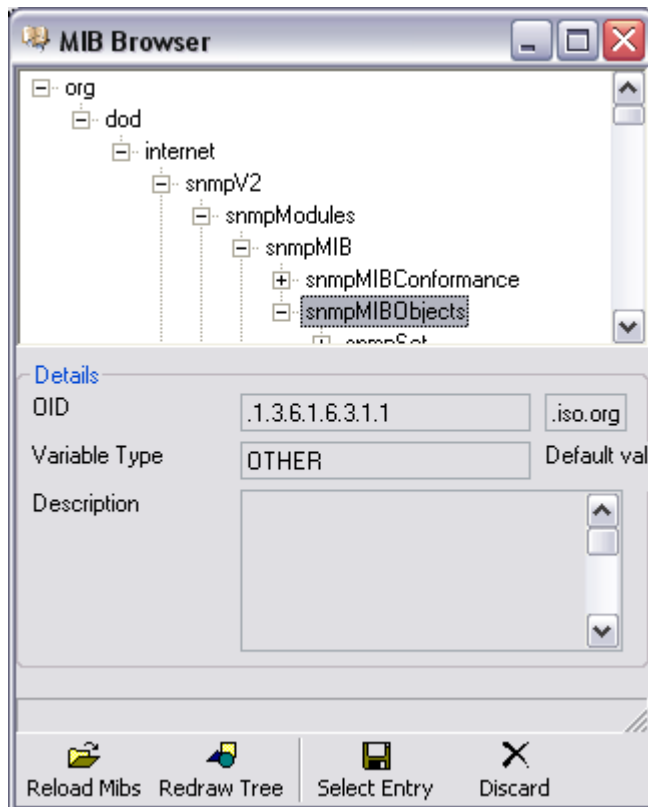 MIB Browser
org
dod
internet
snmpV2
snmpModules
snmpMIB
snmpMIBConformance
snmpMIBObjects
snmpSet
Details
OID .1.3.6.1.6.3.1.1 .iso.org
Variable Type OTHER Default val
Description
Reload Mibs Redraw Tree Select Entry Discard